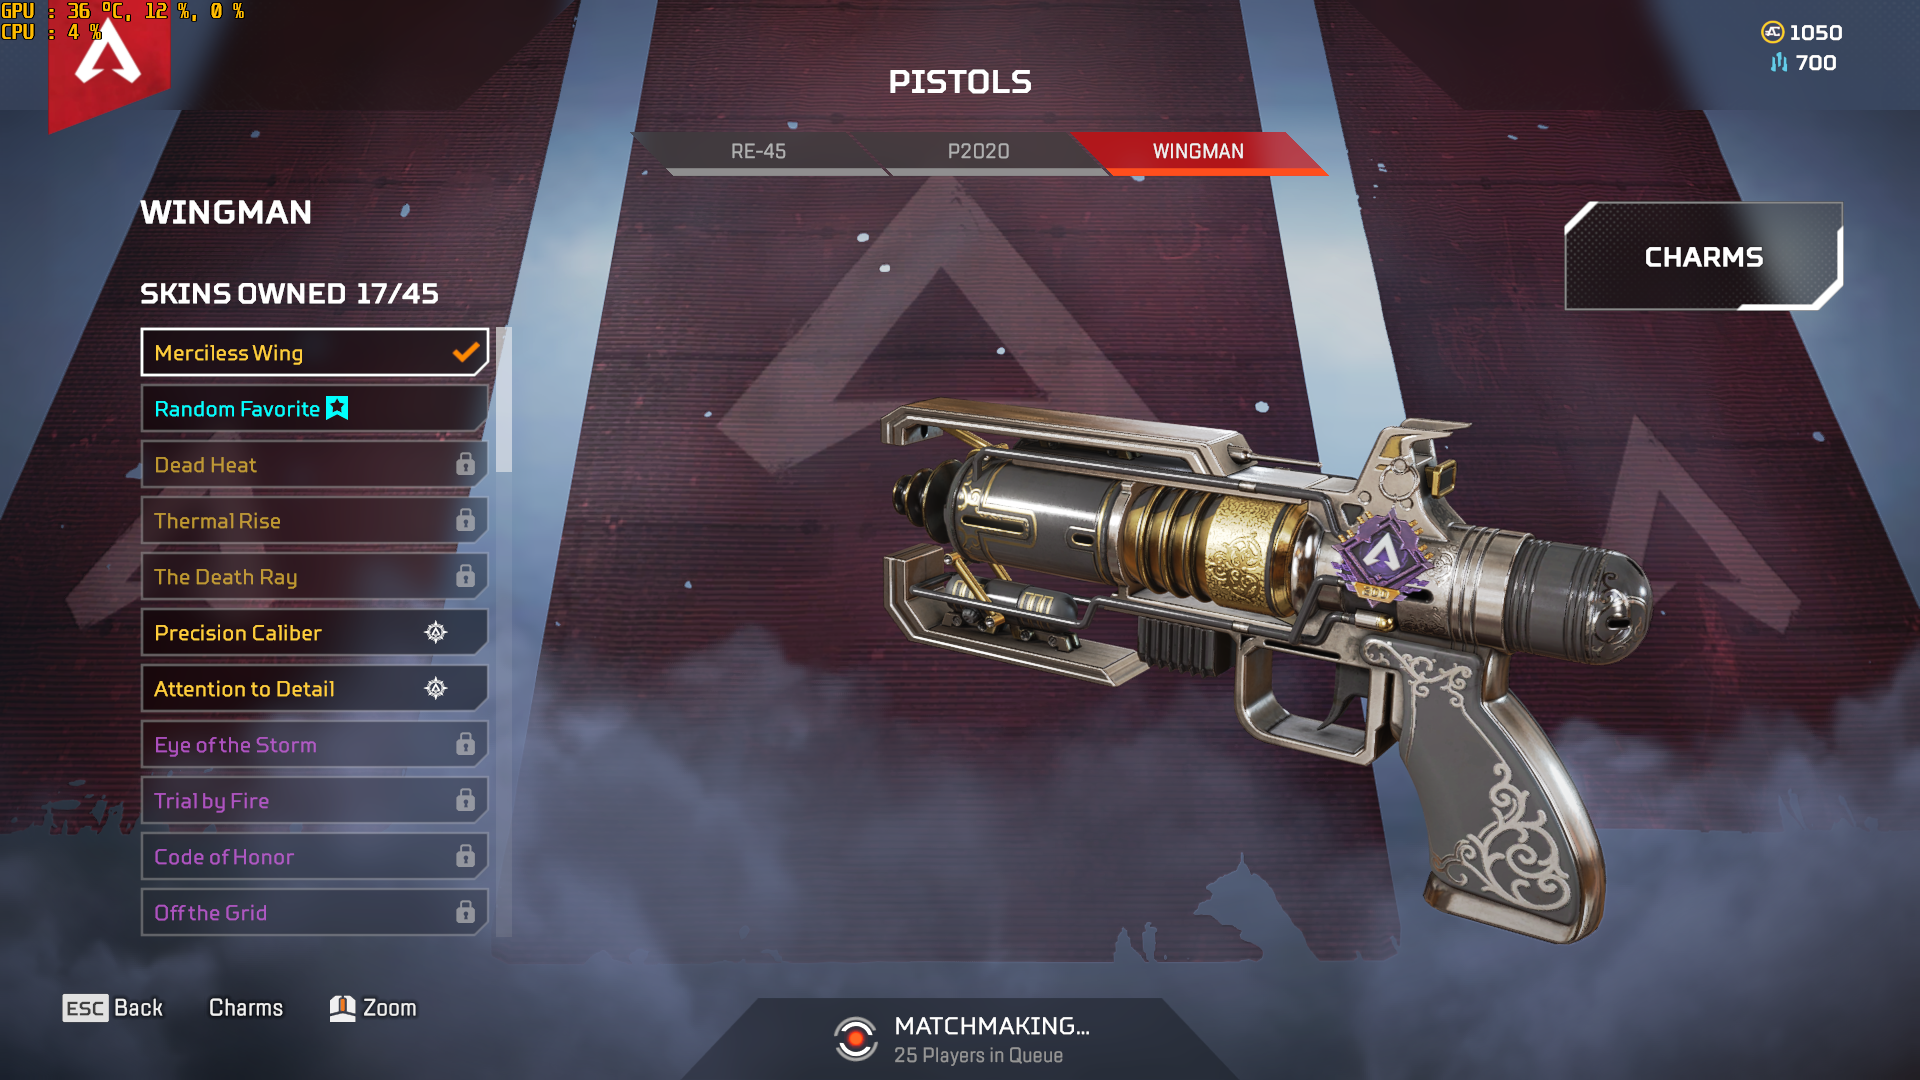 GPU : 36 ºC, 12 %, 0 %
CPU : 4 %
1050
700
PISTOLS
RE-45
P2020
WINGMAN
WINGMAN
CHARMS
SKINS OWNED 17/45
Merciless Wing
Random Favorite
Dead Heat
Thermal Rise
The Death Ray
Precision Caliber
Attention to Detail
Eye of the Storm
Trial by Fire
Code of Honor
Off the Grid
ESC Back
Charms
Zoom
MATCHMAKING...
25 Players in Queue